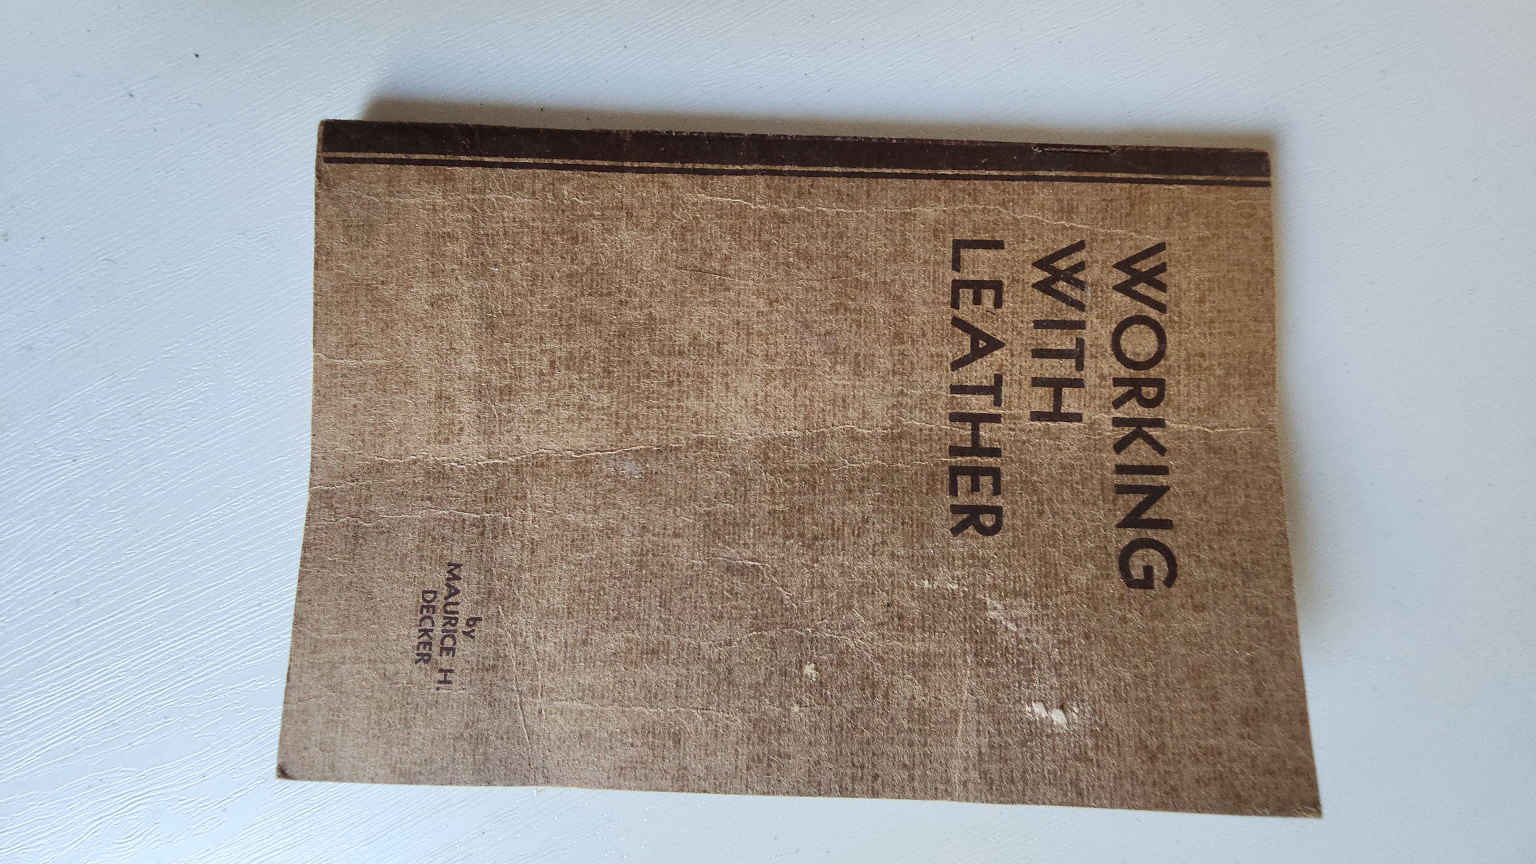 WORKING
WITH
LEATHER
by
MAURICE H.
DECKER